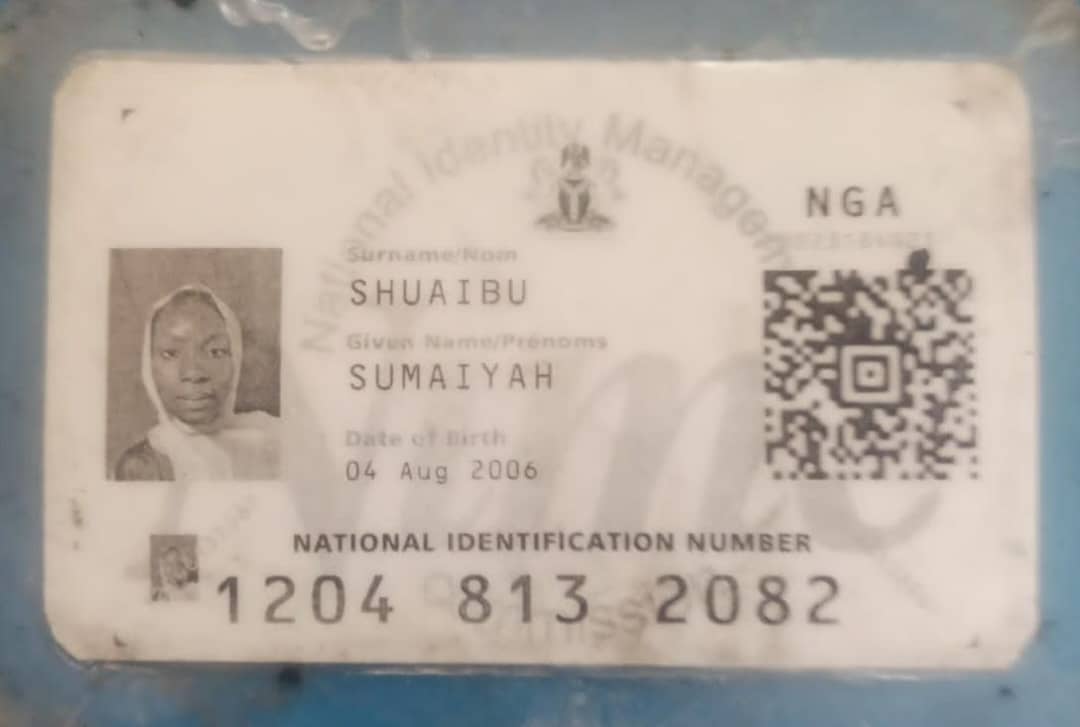 National Identity Managem
NGA
Surname/Nom
SHUAIBU
Given Name/Prénoms
SUMAIYAH
Date of Birth
04 Aug 2006
NATIONAL IDENTIFICATION NUMBER
1204 813 2082